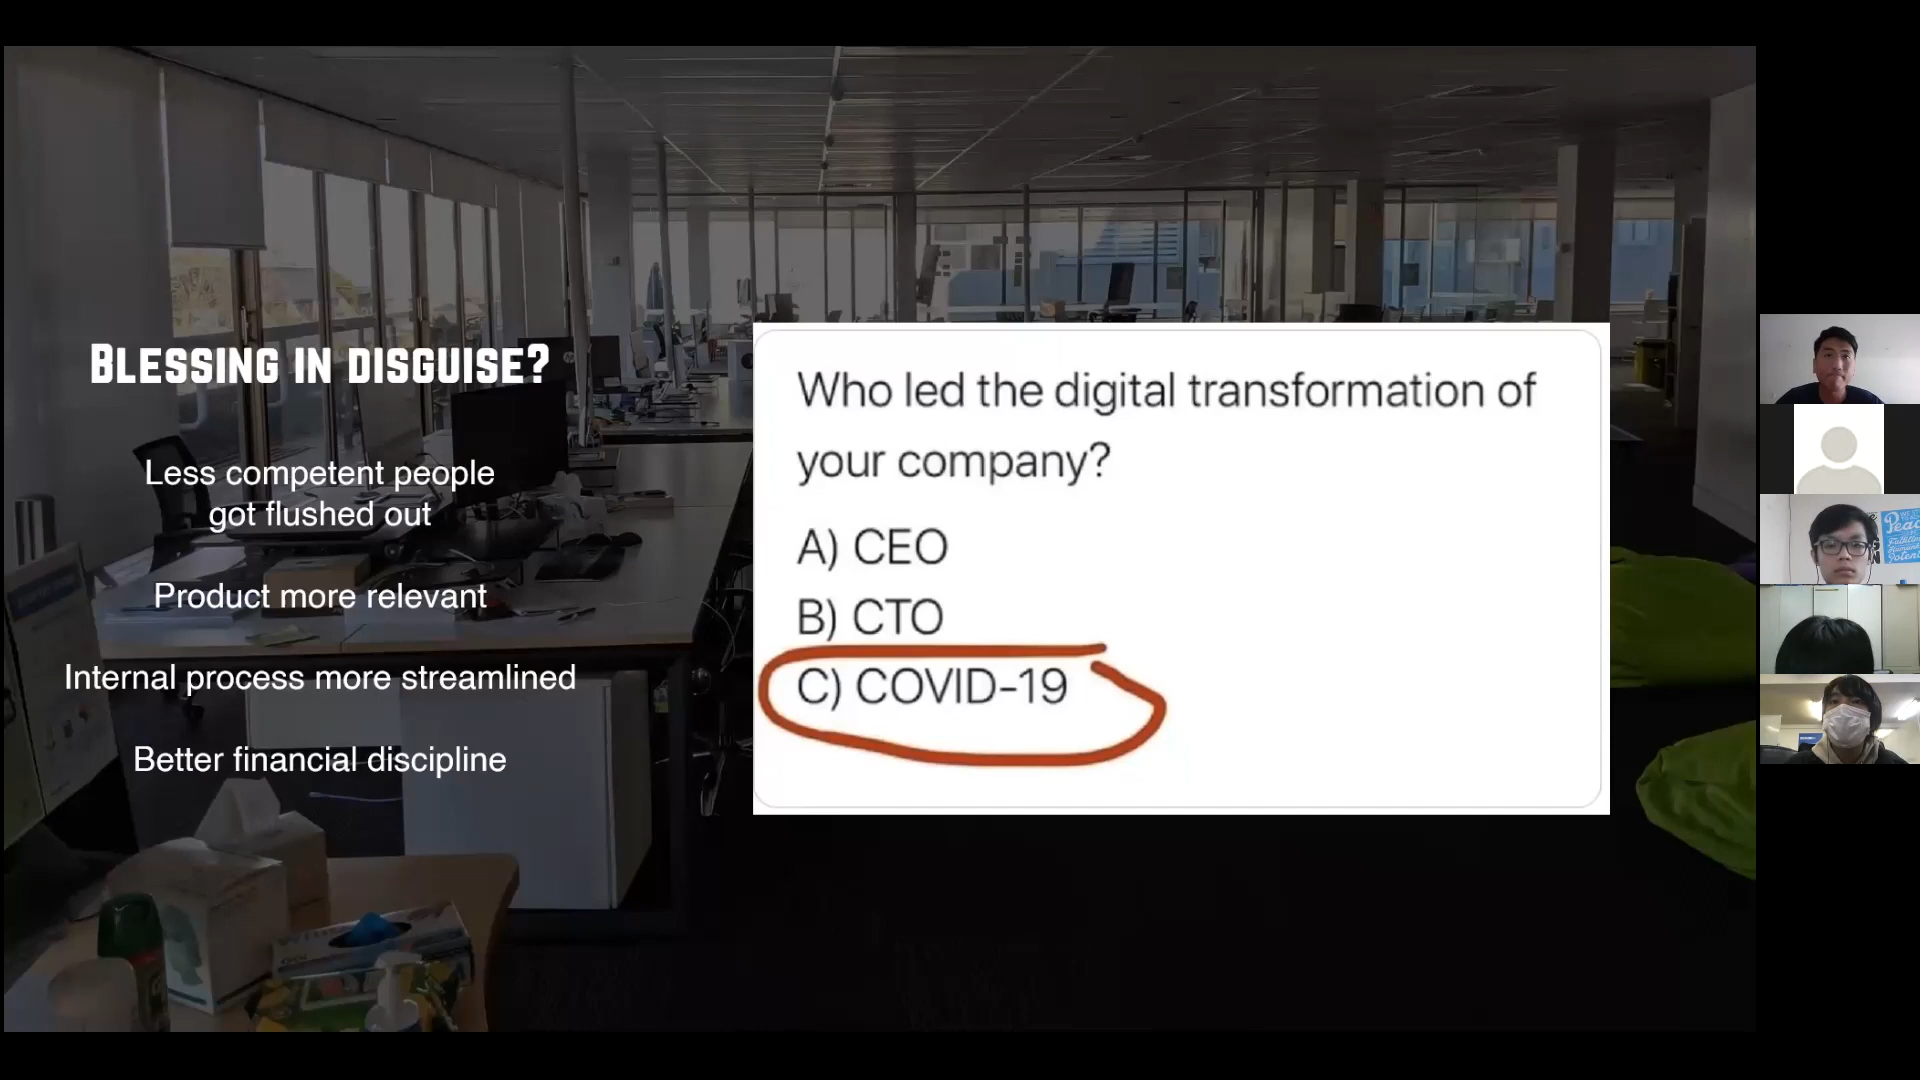 BLESSING IN DISGUISE?
Less competent people
got flushed out
Product more relevant
Internal process more streamlined
Better financial discipline
Who led the digital transformation of
your company?
A) CEO
B) CTO
C) COVID-19
Peac